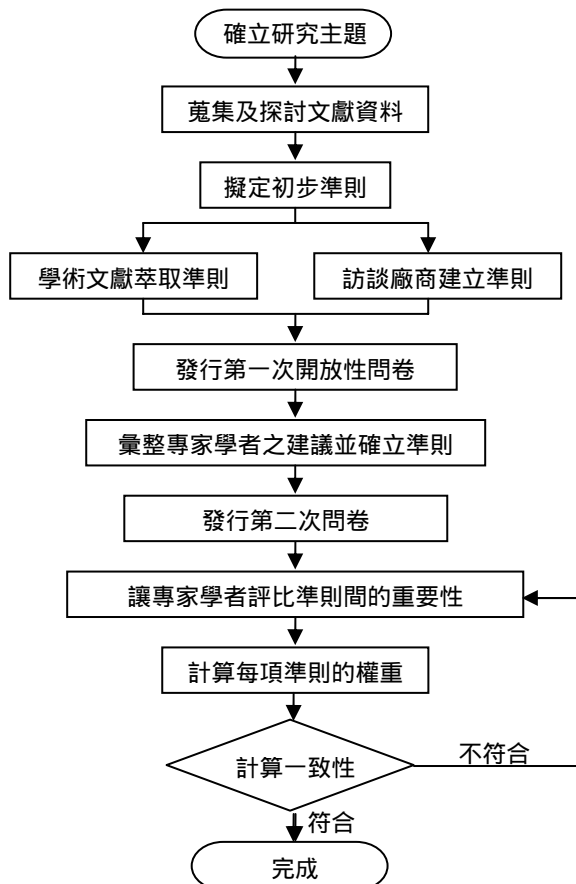 確立研究主題
蒐集及探討文獻資料
擬定初步準則
學術文獻萃取準則
訪談廠商建立準則
發行第一次開放性問卷
彙整專家學者之建議並確立準則
發行第二次問卷
讓專家學者評比準則間的重要性
計算每項準則的權重
計算一致性
不符合
符合
完成